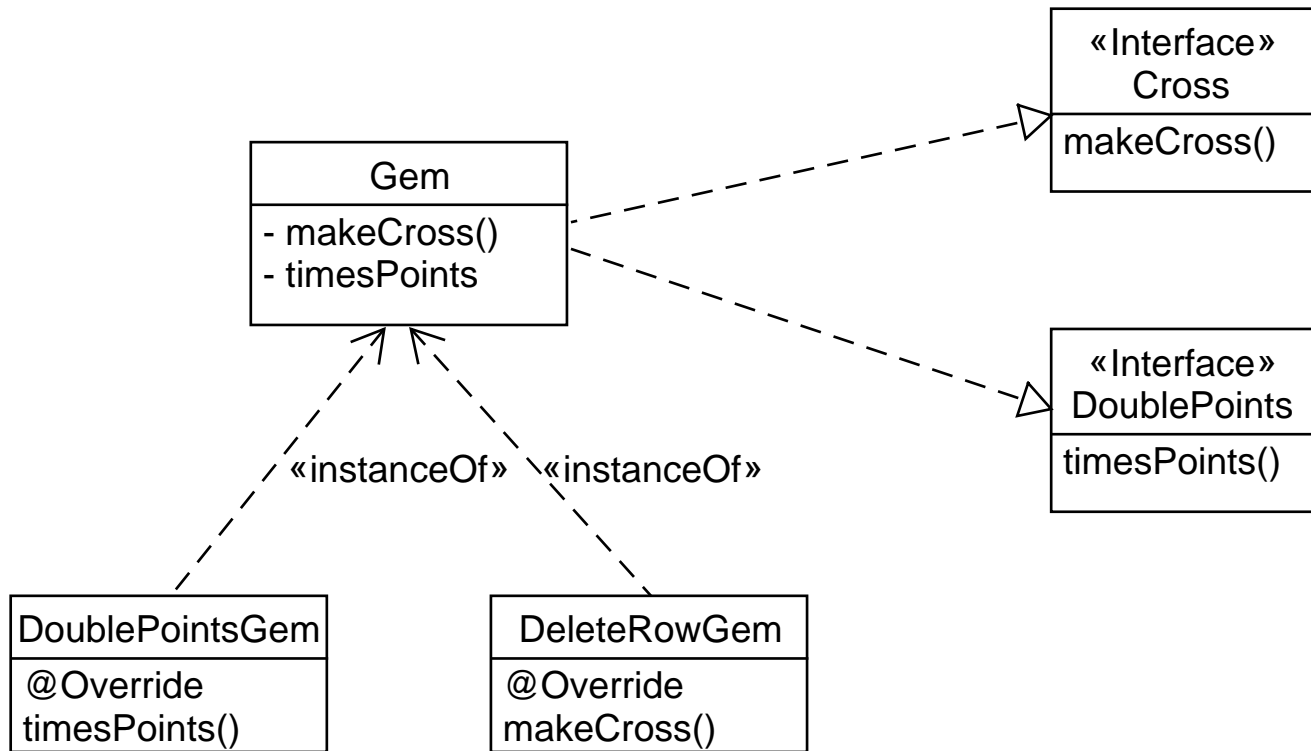 «Interface»
Cross
makeCross()
Gem
- makeCross()
- timesPoints
«Interface»
DoublePoints
timesPoints()
«instanceOf»
«instanceOf»
DoublePointsGem
@Override
timesPoints()
DeleteRowGem
@Override
makeCross()